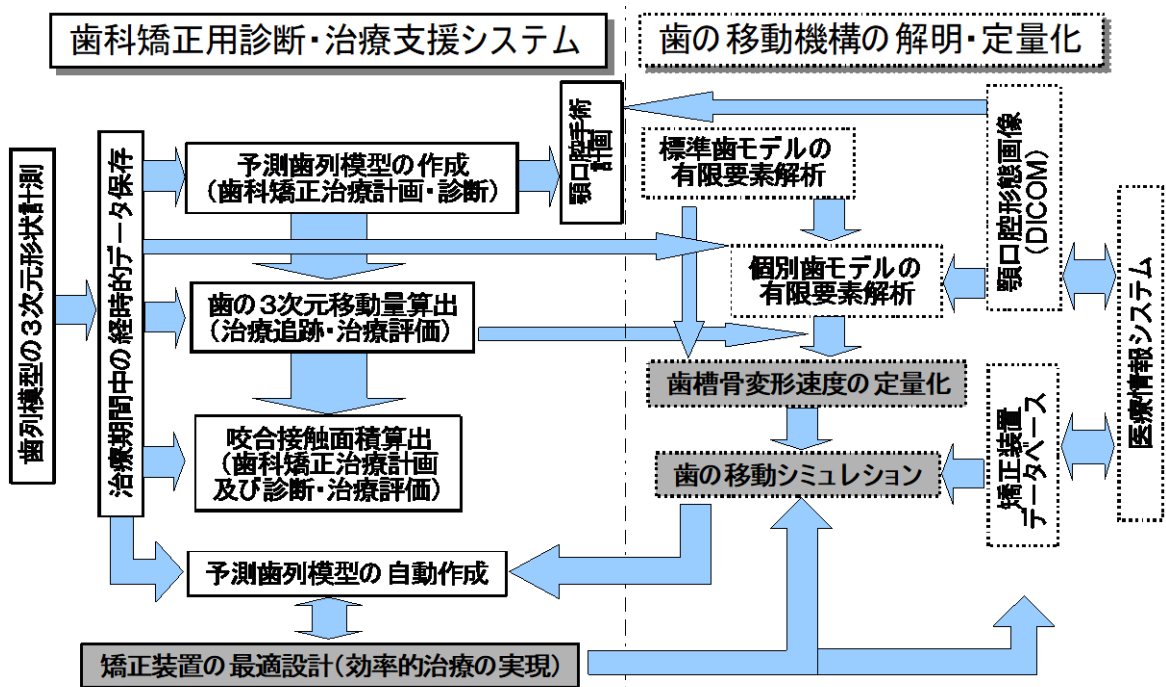 歯科矯正用診断・治療支援システム
歯の移動機構の解明・定量化
歯列模型の3次元形状計測
治療期間中の経時的データ保存
予測歯列模型の作成
(歯科矯正治療計画・診断)
顎口腔手術
計画
歯の3次元移動量算出
(治療追跡・治療評価)
咬合接触面積算出
(歯科矯正治療計画
及び診断・治療評価)
予測歯列模型の自動作成
矯正装置の最適設計(効率的治療の実現)
標準歯モデルの
有限要素解析
個別歯モデルの
有限要素解析
歯槽骨変形速度の定量化
歯の移動シミュレション
顎口腔形態画像
(DICOM)
矯正装置
データベース
医療情報システム